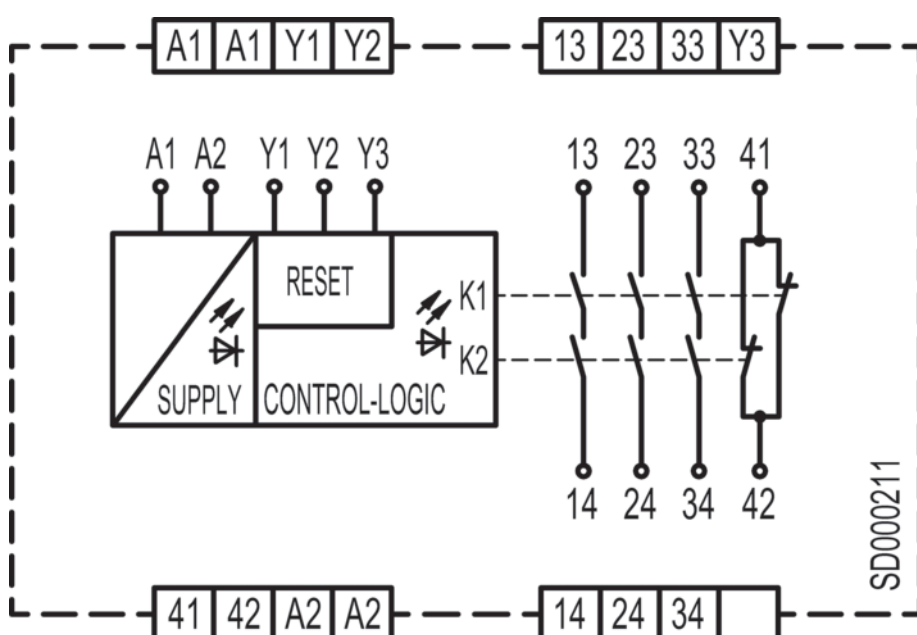 A1 A1 Y1 Y2 13 23 33 Y3
A1 A2 Y1 Y2 Y3 13 23 33 41
RESET
K1
K2
SUPPLY CONTROL-LOGIC
14 24 34 42
SD000211
41 42 A2 A2 14 24 34